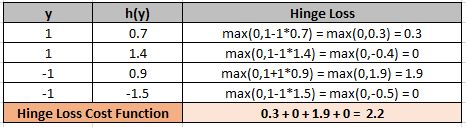 y h(y) Hinge Loss
1 0.7 max(0,1-1*0.7) = max(0,0.3) = 0.3
1 1.4 max(0,1-1*1.4) = max(0,-0.4) = 0
-1 0.9 max(0,1+1*0.9) = max(0,1.9) = 1.9
-1 -1.5 max(0,1-1*1.5) = max(0,-0.5) = 0
Hinge Loss Cost Function 0.3 + 0 + 1.9 + 0 = 2.2